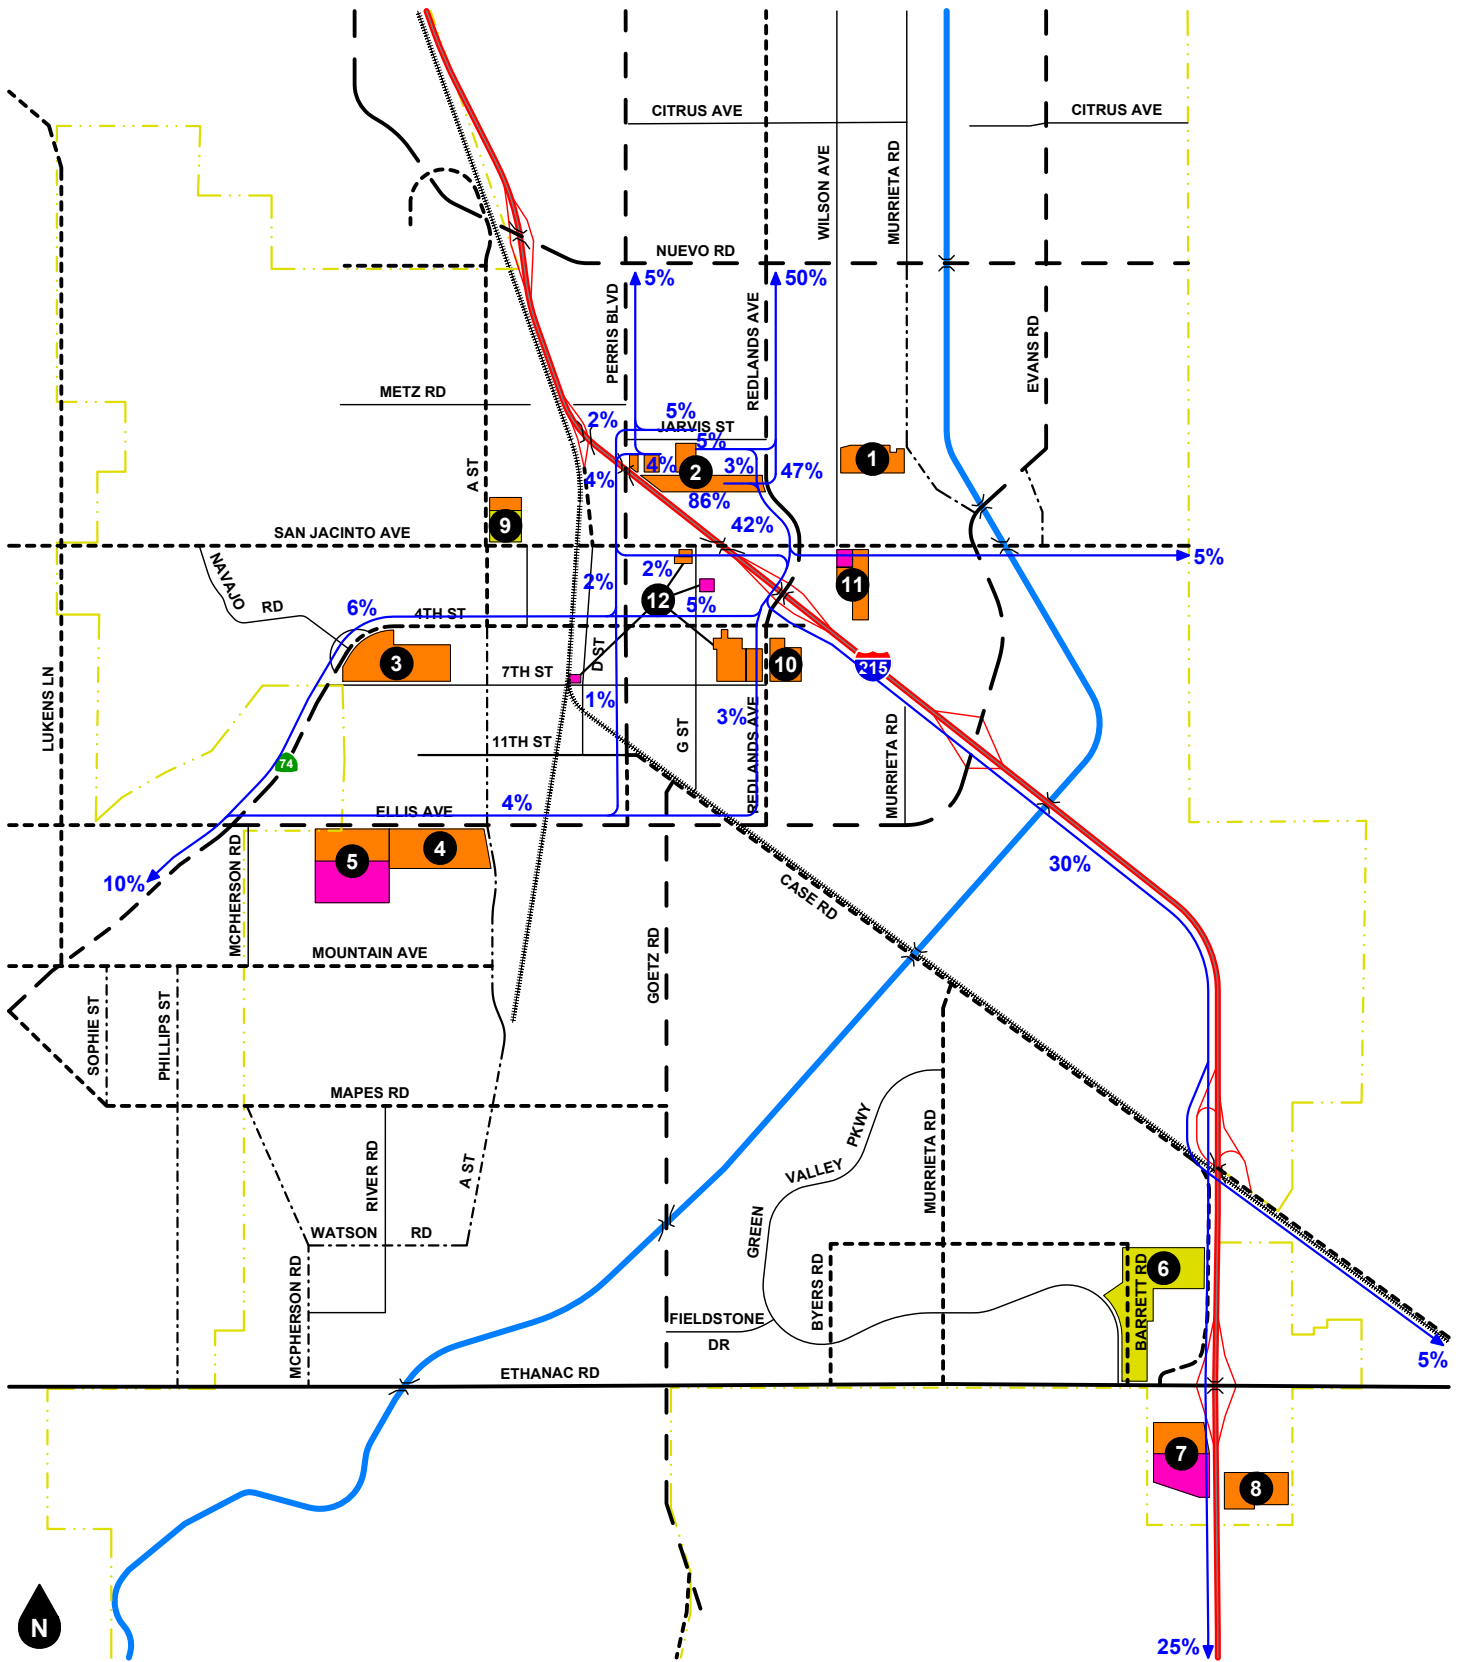 CITRUS AVE
CITRUS AVE
WILSON AVE
MURRIETA RD
NUEVO RD
5%
50%
PERRIS BLVD
REDLANDS AVE
EVANS RD
METZ RD
2%
5%
JARVIS ST
5%
A ST
4%
4%
2
3%
47%
1
86%
9
SAN JACINTO AVE
42%
5%
NAVAJO
RD
2%
2%
11
12
5%
6%
4TH ST
3
D ST
10
215
7TH ST
LUKENS LN
1%
3%
G ST
REDLANDS AVE
MURRIETA RD
11TH ST
74
4%
ELLIS AVE
5
4
30%
10%
MCPHERSON RD
CASE RD
MOUNTAIN AVE
GOETZ RD
SOPHIE ST
PHILLIPS ST
MAPES RD
RIVER RD
A ST
PKWY
VALLEY
GREEN
MURRIETA RD
WATSON
RD
MCPHERSON RD
BYERS RD
BARRETT RD
6
FIELDSTONE
DR
5%
ETHANAC RD
7
8
N
25%